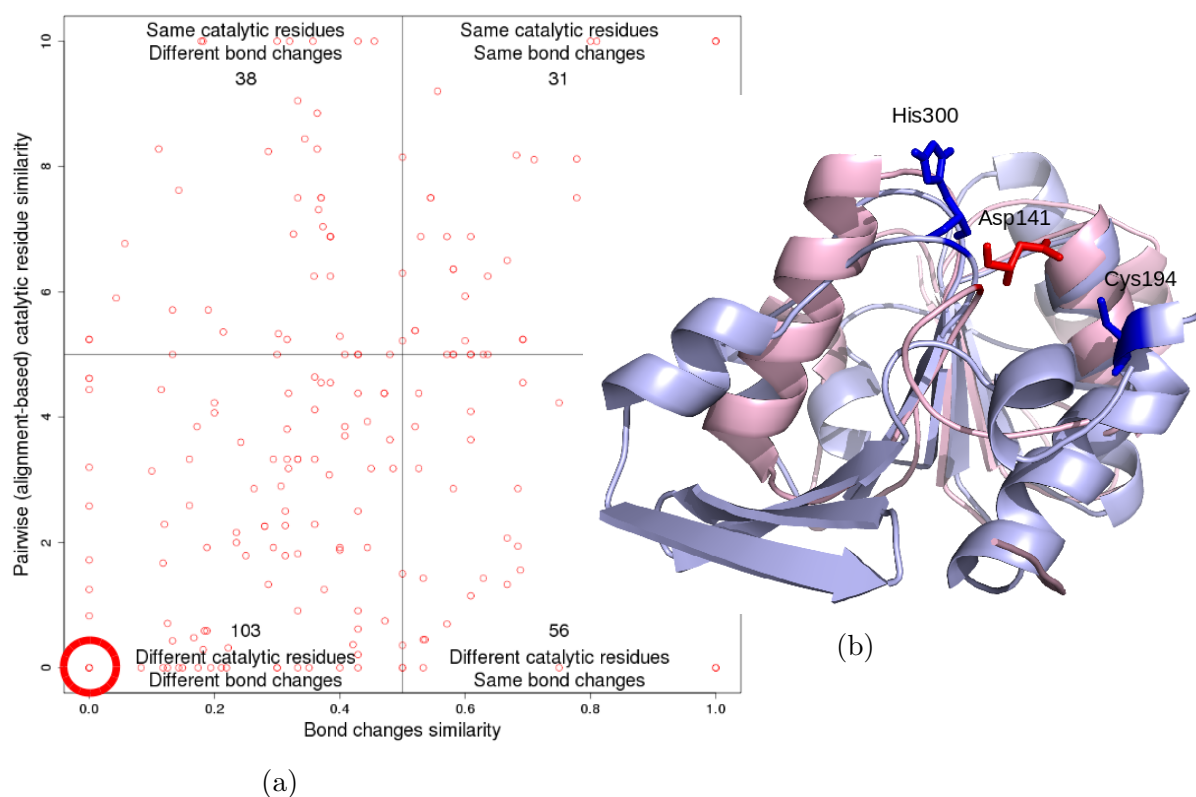 Same catalytic residues
Different bond changes
38
Same catalytic residues
Same bond changes
31
103
Different catalytic residues
Different bond changes
56
Different catalytic residues
Same bond changes
Pairwise (alignment-based) catalytic residue similarity
10
8
6
4
2
0
0.0
0.2
0.4
0.6
0.8
1.0
Bond changes similarity
(a)
His300
Asp141
Cys194
(b)